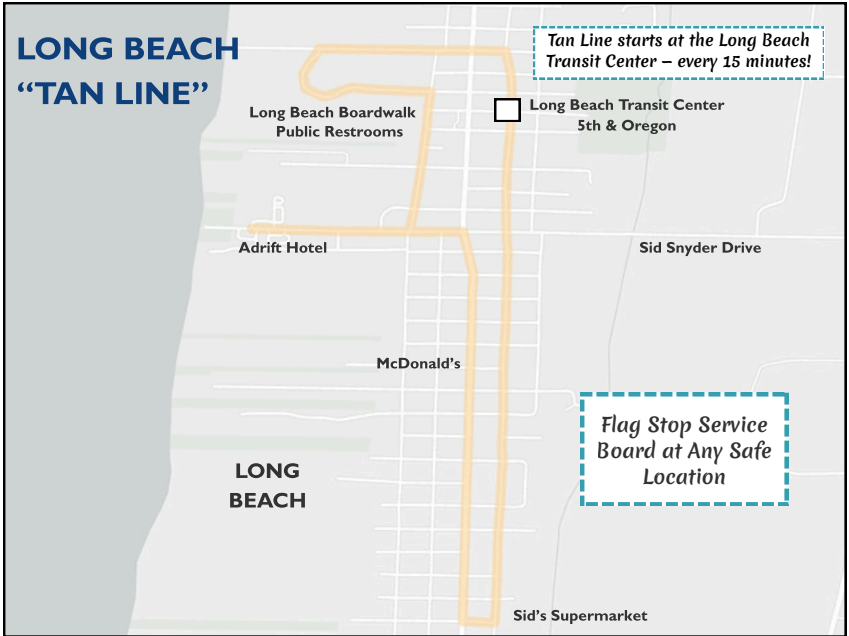 LONG BEACH
“TAN LINE”
Tan Line starts at the Long Beach
Transit Center – every 15 minutes!
Long Beach Boardwalk
Public Restrooms
Long Beach Transit Center
5th & Oregon
Adrift Hotel
Sid Snyder Drive
McDonald’s
Flag Stop Service
Board at Any Safe
Location
LONG
BEACH
Sid’s Supermarket